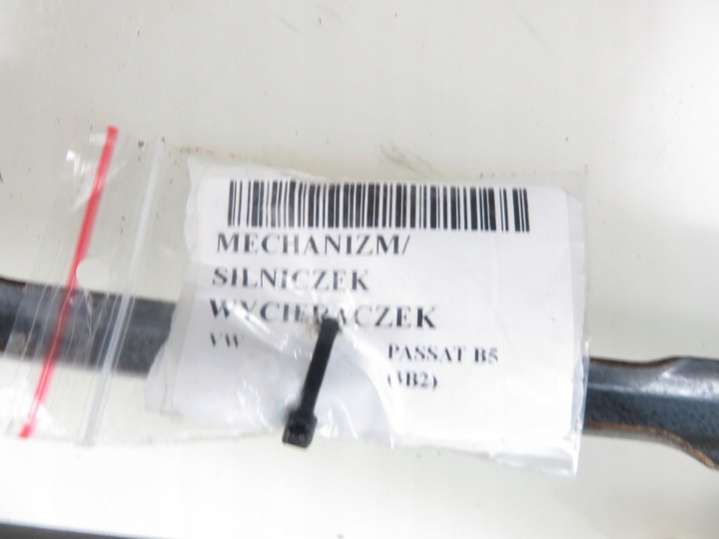 MECHANIZM/
SILNICZEK
WYCIERACZEK
VW PASSAT B5
(3B2)